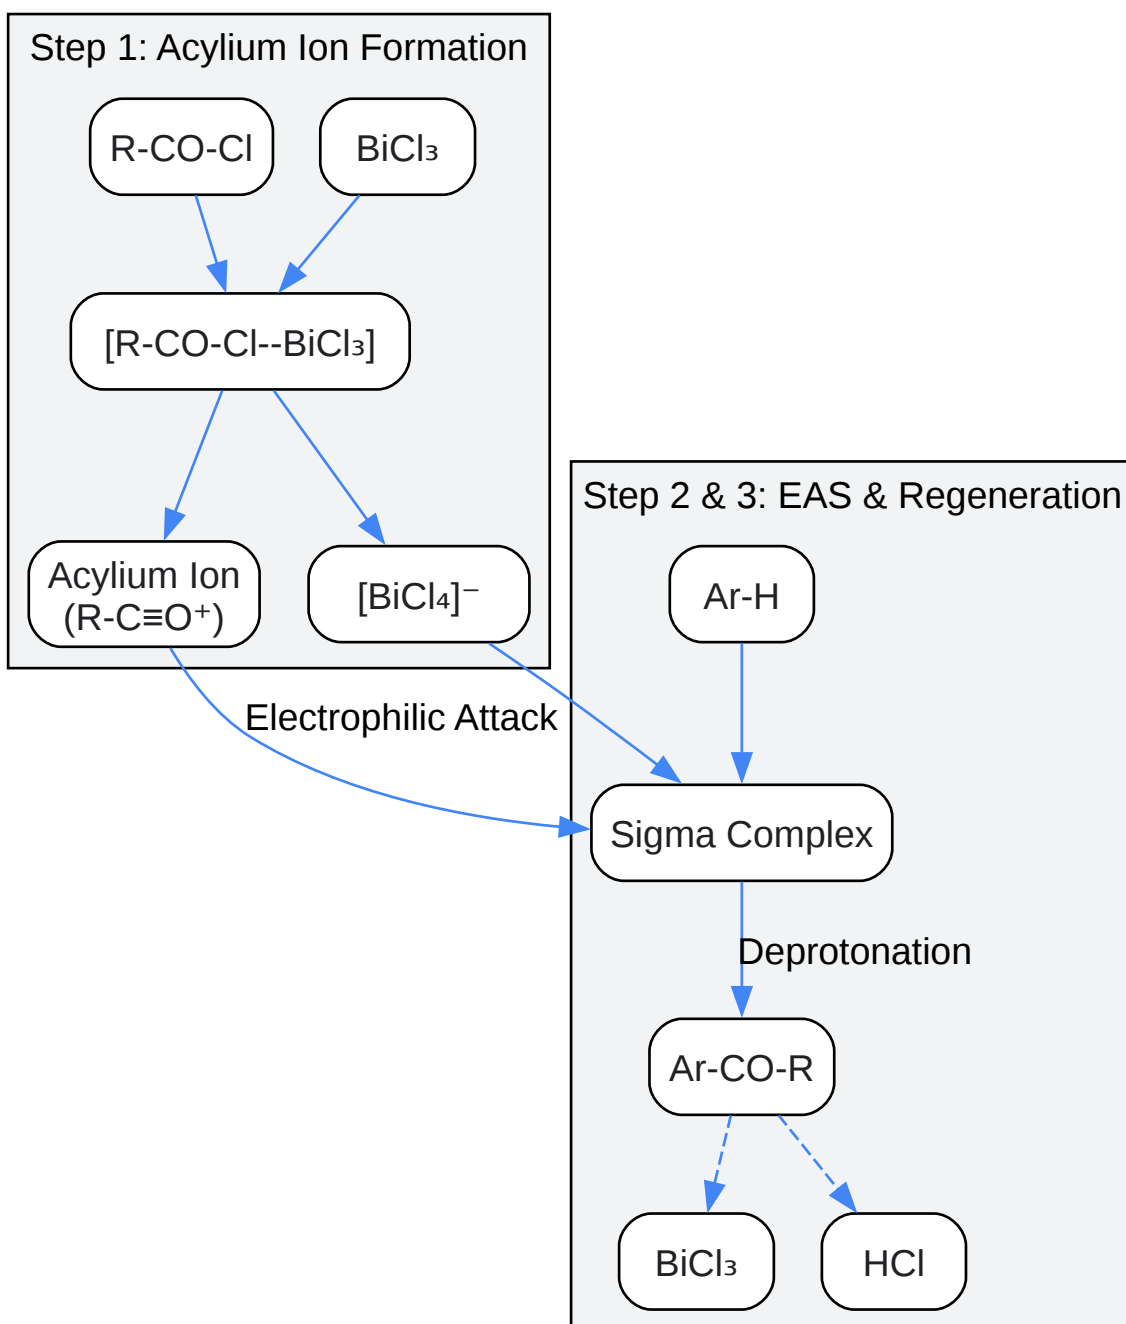 Step 1: Acylium Ion Formation
R-CO-Cl
BiCl₃
[R-CO-Cl--BiCl₃]
Acylium Ion
(R-C≡O⁺)
[BiCl₄]⁻
Electrophilic Attack
Step 2 & 3: EAS & Regeneration
Ar-H
Sigma Complex
Deprotonation
Ar-CO-R
BiCl₃
HCl